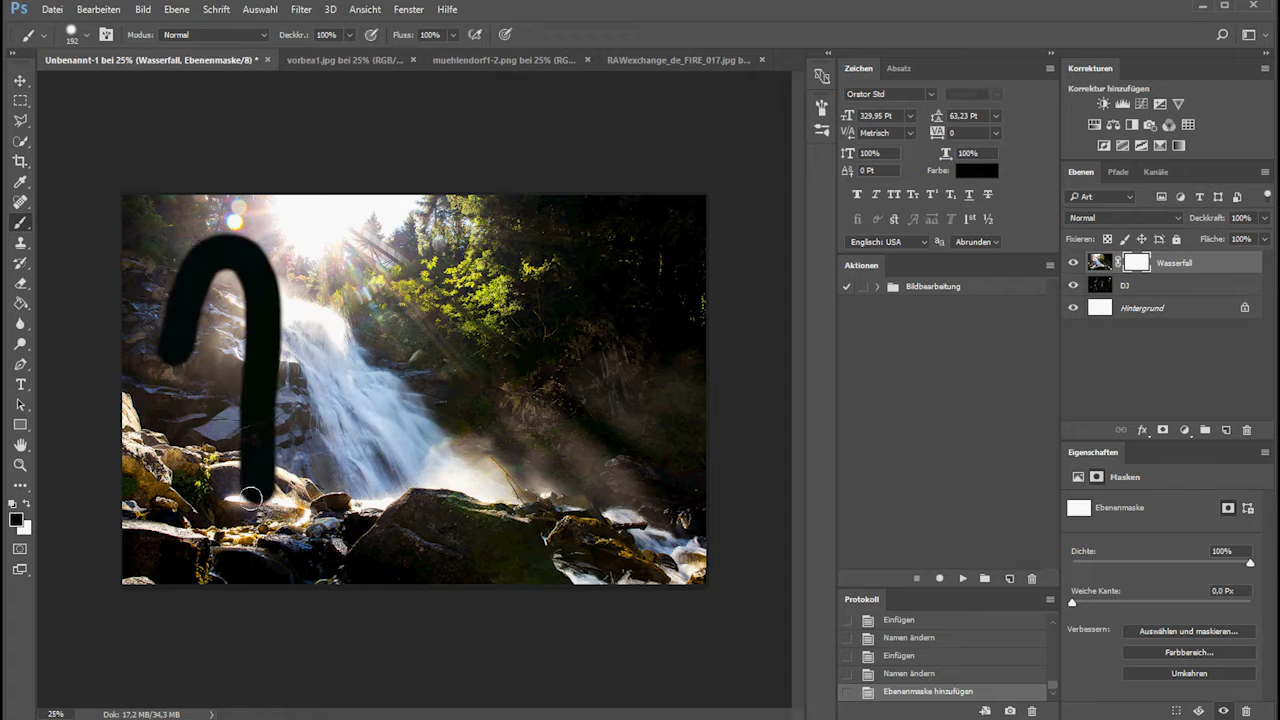 Ps Datei Bearbeiten Bild Ebene Schrift Auswahl Filter 3D Ansicht Fenster Hilfe
192 Modus: Normal Deckkr.: 100% Fluss: 100%
Unbenannt-1 bei 25% (Wasserfall, Ebenenmaske/8) * × vorbea1.jpg bei 25% (RGB/... × muehlendorf1-2.png bei 25% (RG... × RAWexchange_de_FIRE_017.jpg b... ×
Zeichen Absatz
Orator Std
329,95 Pt 63,23 Pt
Metrisch 0
100% 100%
0 Pt Farbe:
Englisch: USA Abrunden
Aktionen
Bildbearbeitung
Protokoll
Einfügen
Namen ändern
Einfügen
Namen ändern
Ebenenmaske hinzufügen
Korrekturen
Korrektur hinzufügen
Ebenen Pfade Kanäle
Art
Normal Deckkraft: 100%
Fixieren: Fläche: 100%
Wasserfall
DJ
Hintergrund
Eigenschaften
Masken
Ebenenmaske
Dichte: 100%
Weiche Kante: 0,0 Px
Verbessern: Auswählen und maskieren...
Farbbereich...
Umkehren
25% Dok: 17,2 MB/34,3 MB